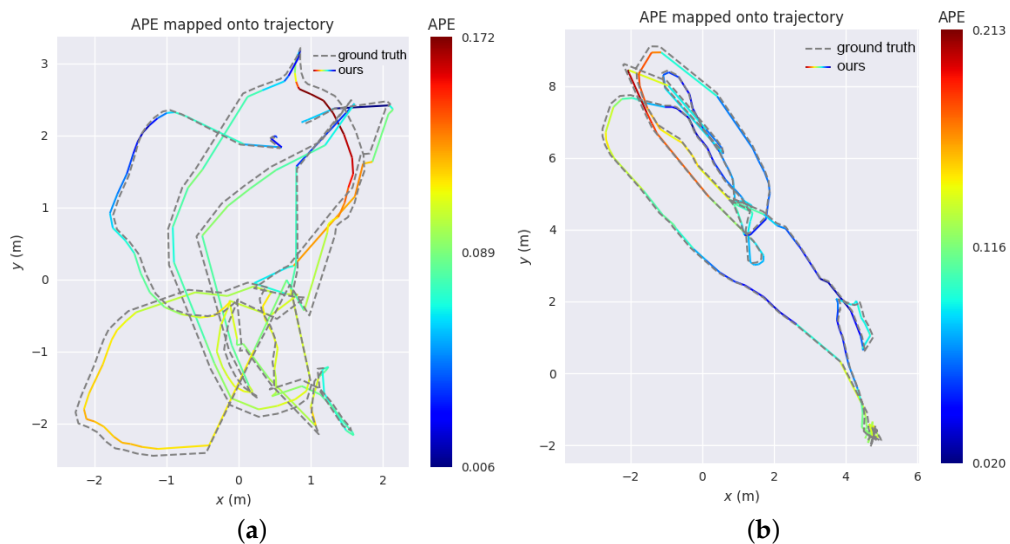 APE mapped onto trajectory
APE
ground truth
ours
0.172
0.089
0.006
3
2
1
0
−1
−2
y (m)
−2
−1
0
1
2
x (m)
(a)
APE mapped onto trajectory
APE
ground truth
ours
0.213
0.116
0.020
8
6
4
2
0
−2
y (m)
−2
0
2
4
6
x (m)
(b)